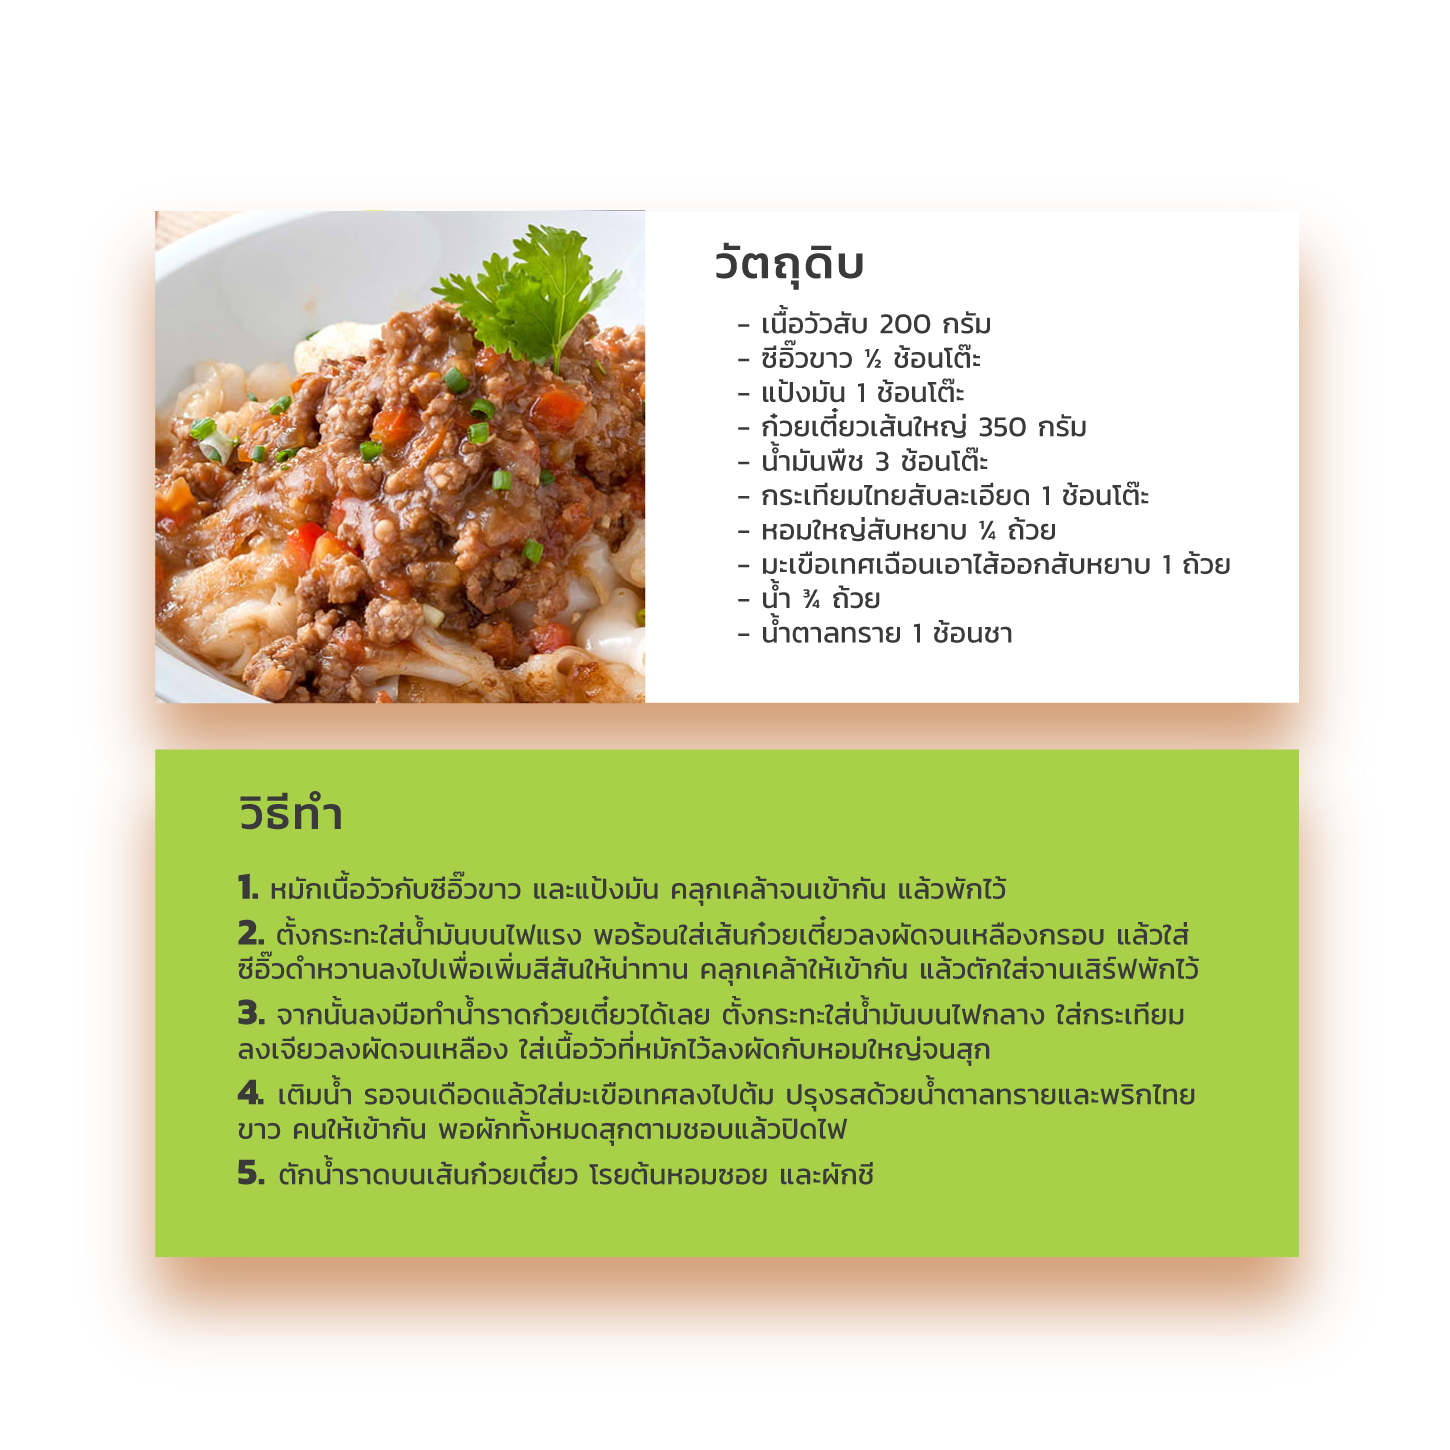 วัตถุดิบ
- เนื้อวัวสับ 200 กรัม
- ซีอิ๊วขาว ½ ช้อนโต๊ะ
- แป้งมัน 1 ช้อนโต๊ะ
- ก๋วยเตี๋ยวเส้นใหญ่ 350 กรัม
- น้ำมันพืช 3 ช้อนโต๊ะ
- กระเทียมไทยสับละเอียด 1 ช้อนโต๊ะ
- หอมใหญ่สับหยาบ ¼ ถ้วย
- มะเขือเทศเฉือนเอาไส้ออกสับหยาบ 1 ถ้วย
- น้ำ ¾ ถ้วย
- น้ำตาลทราย 1 ช้อนชา
วิธีทำ
1. หมักเนื้อวัวกับซีอิ๊วขาว และแป้งมัน คลุกเคล้าจนเข้ากัน แล้วพักไว้
2. ตั้งกระทะใส่น้ำมันบนไฟแรง พอร้อนใส่เส้นก๋วยเตี๋ยวลงผัดจนเหลืองกรอบ แล้วใส่
ซีอิ๊วดำหวานลงไปเพื่อเพิ่มสีสันให้น่าทาน คลุกเคล้าให้เข้ากัน แล้วตักใส่จานเสิร์ฟพักไว้
3. จากนั้นลงมือทำน้ำราดก๋วยเตี๋ยวได้เลย ตั้งกระทะใส่น้ำมันบนไฟกลาง ใส่กระเทียม
ลงเจียวลงผัดจนเหลือง ใส่เนื้อวัวที่หมักไว้ลงผัดกับหอมใหญ่จนสุก
4. เติมน้ำ รอจนเดือดแล้วใส่มะเขือเทศลงไปต้ม ปรุงรสด้วยน้ำตาลทรายและพริกไทย
ขาว คนให้เข้ากัน พอผักทั้งหมดสุกตามชอบแล้วปิดไฟ
5. ตักน้ำราดบนเส้นก๋วยเตี๋ยว โรยต้นหอมซอย และผักชี